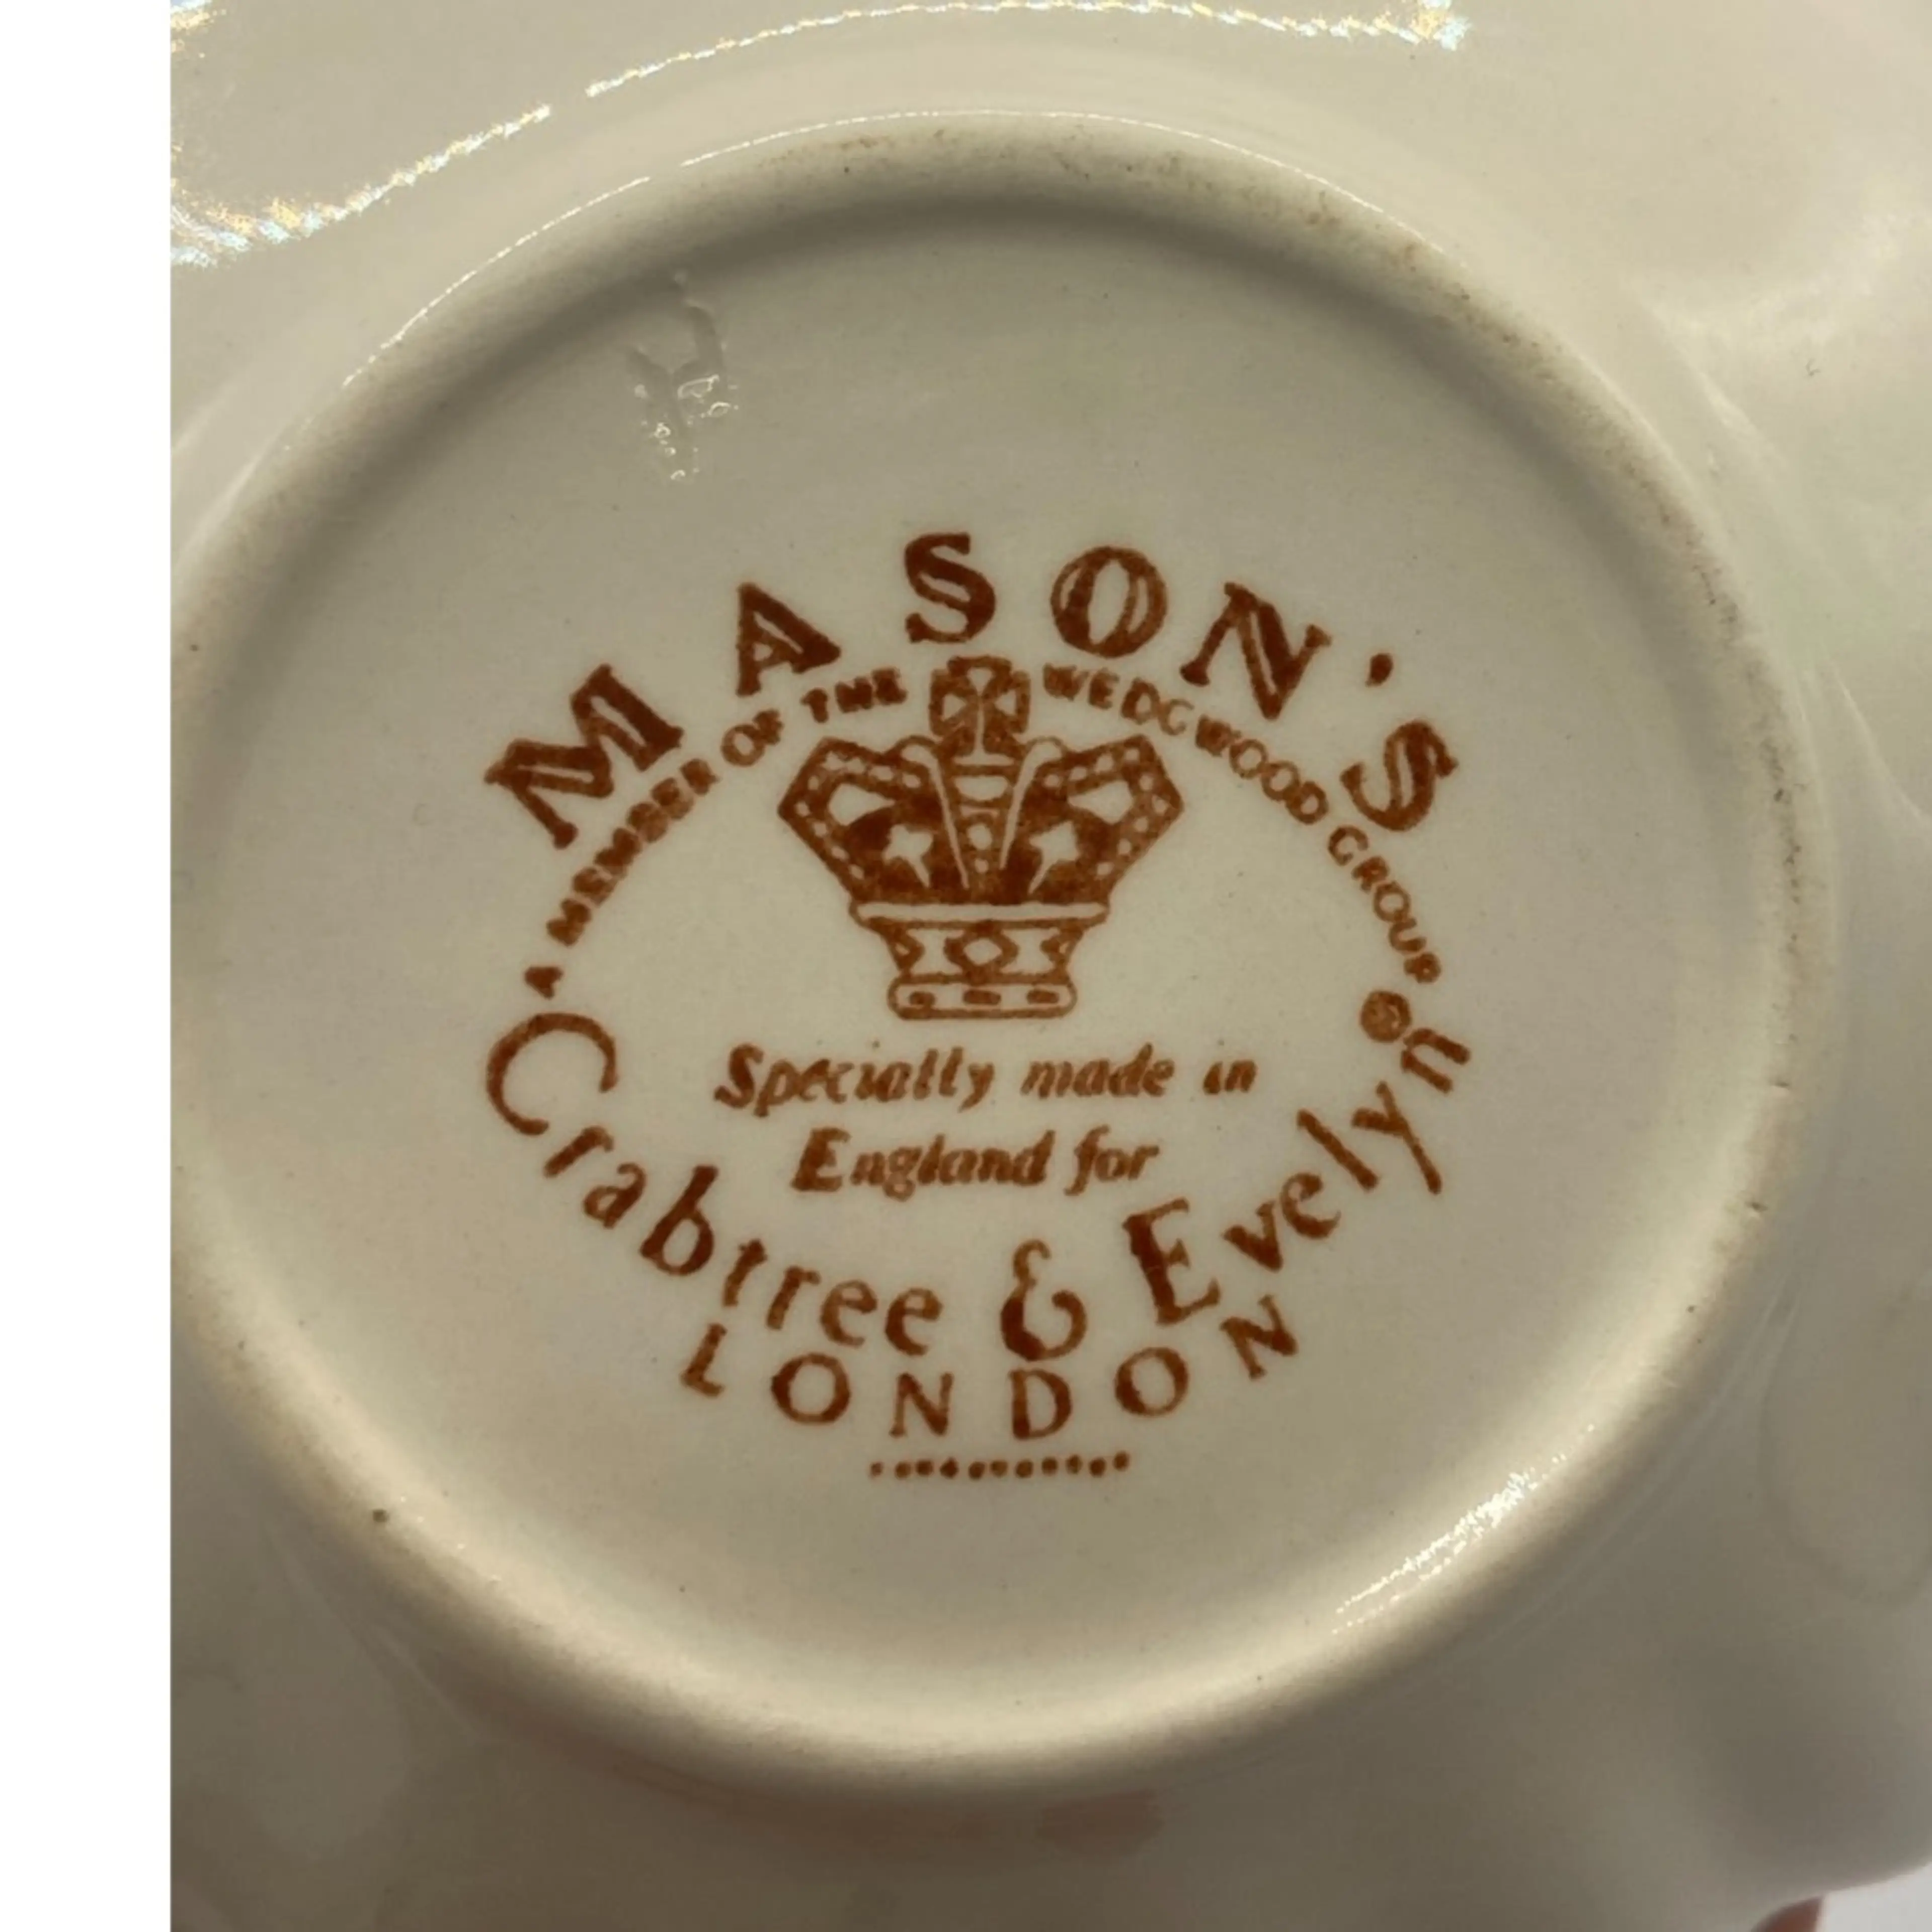 MASON'S
A MEMBER OF THE WEDGWOOD GROUP ®
Specially made in
England for
Crabtree & Evelyn
LONDON